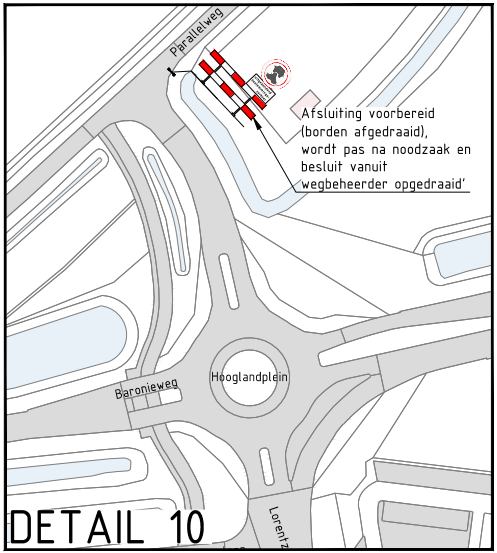 Parallelweg
Afsluiting voorbereid
(borden afgedraaid),
wordt pas na noodzaak en
besluit vanuit
wegbeheerder opgedraaid'
Hooglandplein
Baronieweg
Lorentz
DETAIL 10